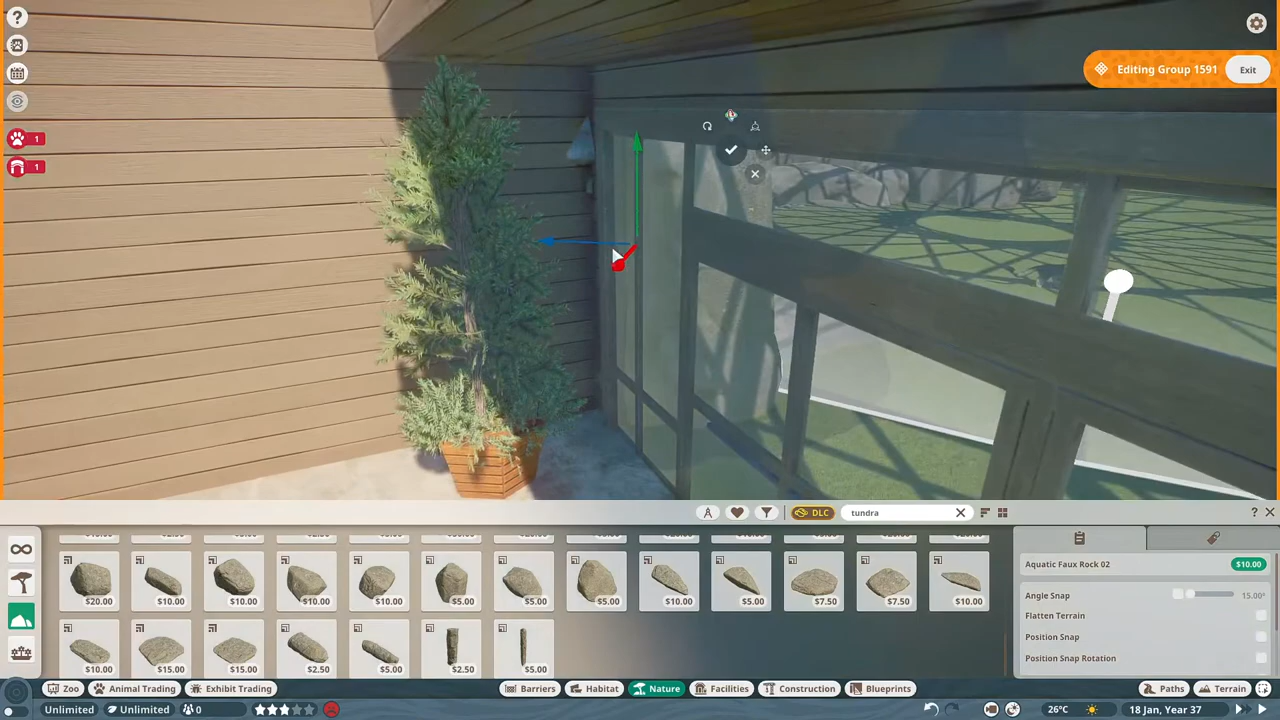 ?
Editing Group 1591 Exit
1
1
DLC tundra ?
$20.00 $10.00 $10.00 $10.00 $10.00 $5.00 $5.00 $5.00 $10.00 $5.00 $7.50 $7.50 $10.00
$10.00 $15.00 $15.00 $2.50 $5.00 $2.50 $5.00
Aquatic Faux Rock 02 $10.00
Angle Snap 15.00°
Flatten Terrain
Position Snap
Position Snap Rotation
Zoo Animal Trading Exhibit Trading Barriers Habitat Nature Facilities Construction Blueprints Paths Terrain
Unlimited Unlimited 0 26°C 18 Jan, Year 37